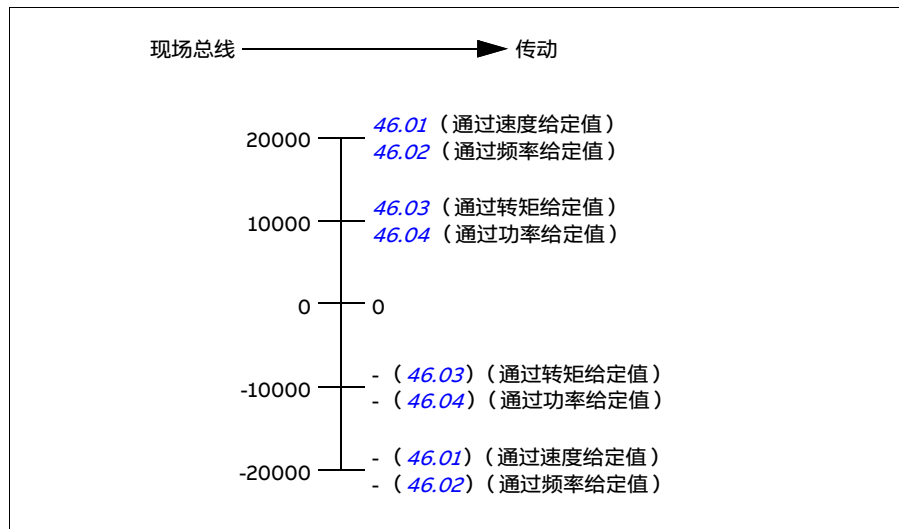 现场总线 传动
20000 46.01（通过速度给定值）
46.02（通过频率给定值）
10000 46.03（通过转矩给定值）
46.04（通过功率给定值）
0 0
-10000 -（46.03）（通过转矩给定值）
-（46.04）（通过功率给定值）
-20000 -（46.01）（通过速度给定值）
-（46.02）（通过频率给定值）